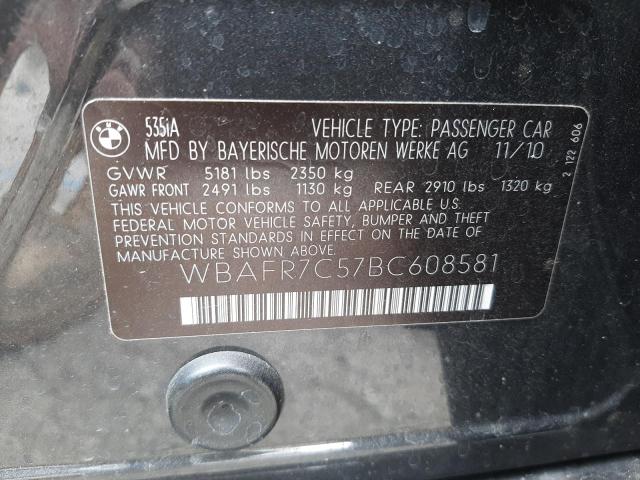 BMW
535iA VEHICLE TYPE: PASSENGER CAR
MFD BY BAYERISCHE MOTOREN WERKE AG 11/10
GVWR 5181 lbs 2350 kg
GAWR FRONT 2491 lbs 1130 kg REAR 2910 lbs 1320 kg
THIS VEHICLE CONFORMS TO ALL APPLICABLE
FEDERAL MOTOR VEHICLE SAFETY, BUMPER AND THEFT
PREVENTION STANDARDS IN EFFECT ON THE DATE OF
MANUFACTURE SHOWN ABOVE.
WBAFR7C57BC608581
2 122 606